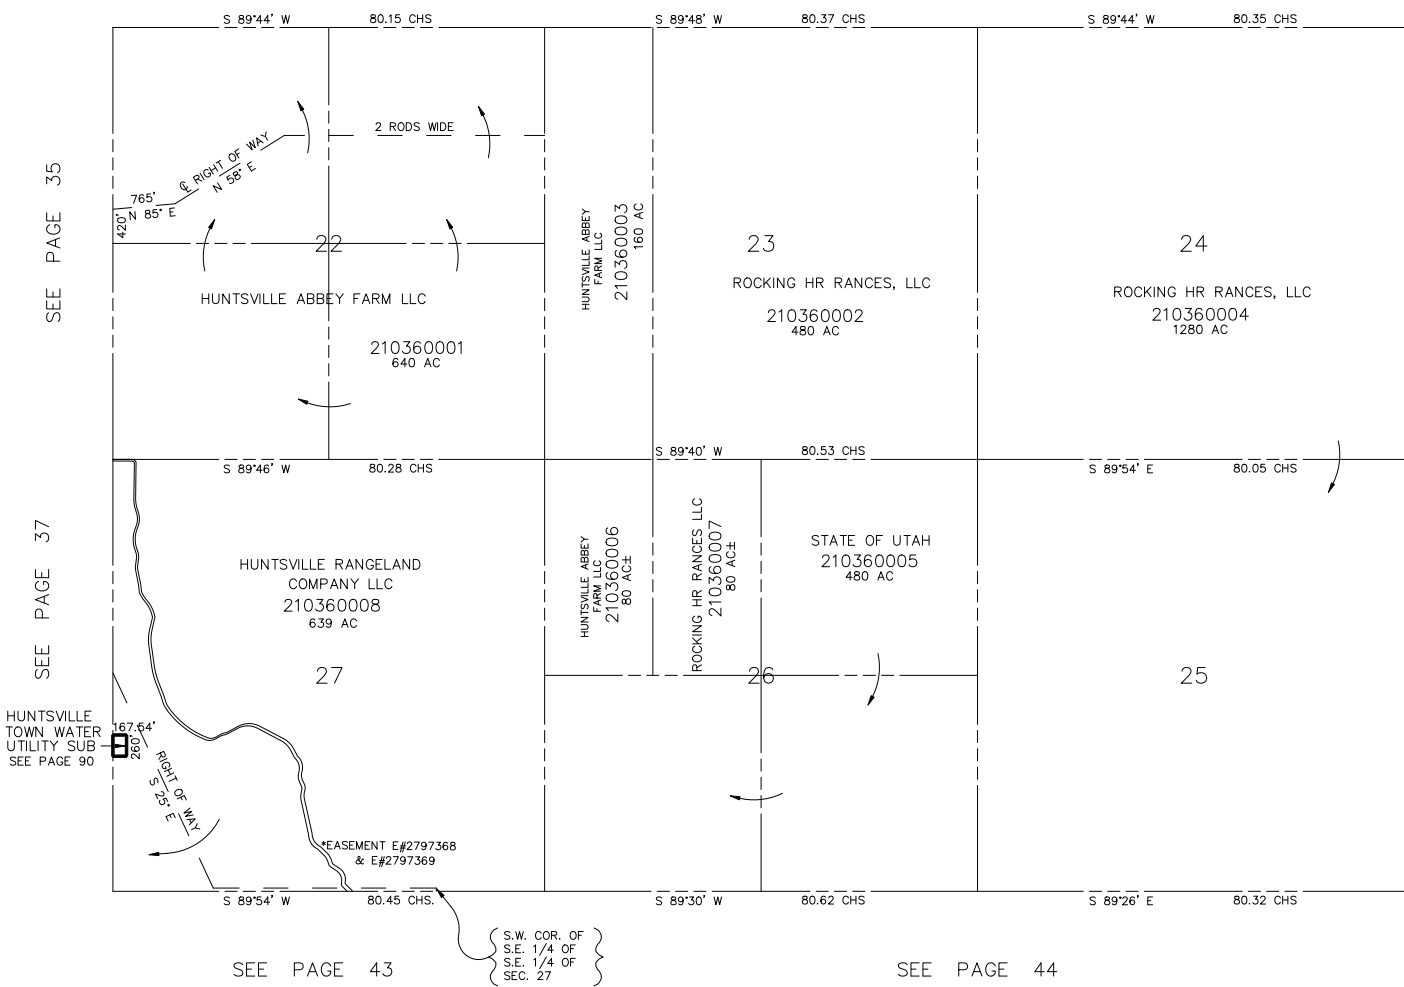 S 89°44' W 80.15 CHS
S 89°48' W 80.37 CHS
S 89°44' W 80.35 CHS
SEE PAGE 35
2 RODS WIDE
℄ RIGHT OF WAY
N 58° E
765'
N 85° E
420'
22
HUNTSVILLE ABBEY FARM LLC
210360001
640 AC
HUNTSVILLE ABBEY
FARM LLC
210360003
160 AC
23
ROCKING HR RANCES, LLC
210360002
480 AC
24
ROCKING HR RANCES, LLC
210360004
1280 AC
S 89°46' W 80.28 CHS
S 89°40' W 80.53 CHS
S 89°54' E 80.05 CHS
SEE PAGE 37
HUNTSVILLE RANGELAND
COMPANY LLC
210360008
639 AC
27
HUNTSVILLE ABBEY
FARM LLC
210360006
80 AC±
ROCKING HR RANCES LLC
210360007
80 AC±
STATE OF UTAH
210360005
480 AC
26
25
HUNTSVILLE
TOWN WATER
UTILITY SUB
SEE PAGE 90
167.54'
260'
RIGHT OF WAY
S 25° E
*EASEMENT E#2797368
& E#2797369
S 89°54' W 80.45 CHS.
S 89°30' W 80.62 CHS
S 89°26' E 80.32 CHS
S.W. COR. OF
S.E. 1/4 OF
S.E. 1/4 OF
SEC. 27
SEE PAGE 43
SEE PAGE 44